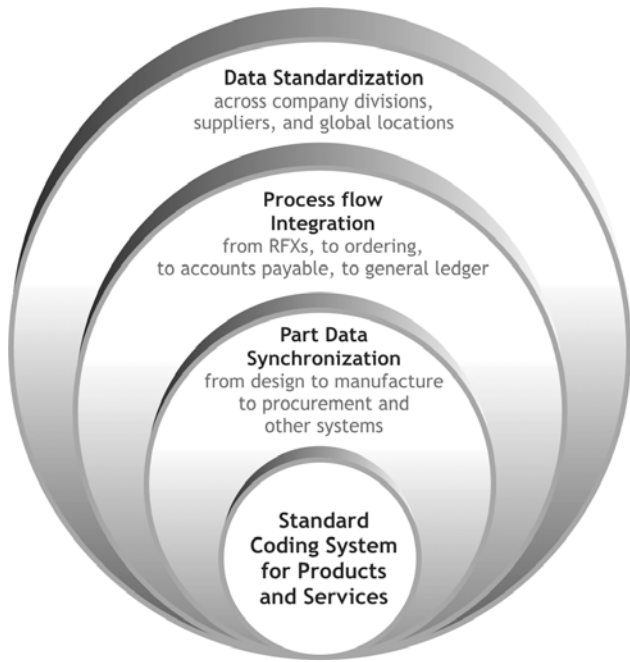 Data Standardization
across company divisions,
suppliers, and global locations
Process flow
Integration
from RFXs, to ordering,
to accounts payable, to general ledger
Part Data
Synchronization
from design to manufacture
to procurement and
other systems
Standard
Coding System
for Products
and Services